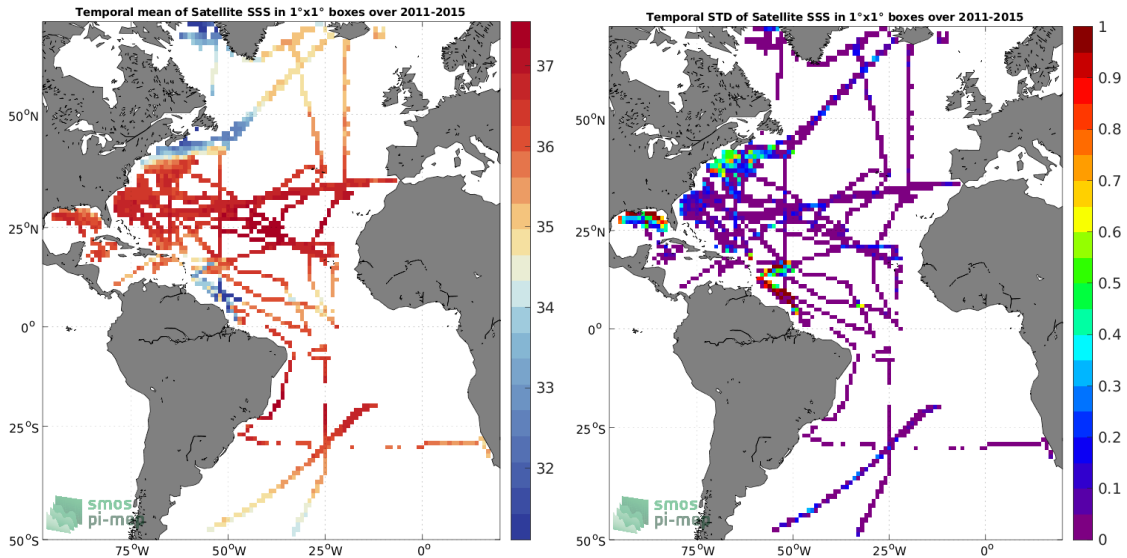 Temporal mean of Satellite SSS in 1°x1° boxes over 2011-2015
37
36
35
34
33
32
50°N
25°N
0°
25°S
50°S
75°W
50°W
25°W
0°
smos
pi-mep
Temporal STD of Satellite SSS in 1°x1° boxes over 2011-2015
1
0.9
0.8
0.7
0.6
0.5
0.4
0.3
0.2
0.1
0
50°N
25°N
0°
25°S
50°S
75°W
50°W
25°W
0°
smos
pi-mep